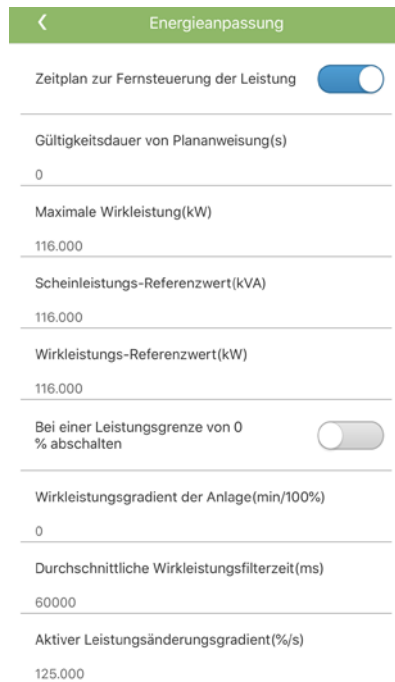 Energieanpassung
Zeitplan zur Fernsteuerung der Leistung
Gültigkeitsdauer von Plananweisung(s)
0
Maximale Wirkleistung(kW)
116.000
Scheinleistungs-Referenzwert(kVA)
116.000
Wirkleistungs-Referenzwert(kW)
116.000
Bei einer Leistungsgrenze von 0
% abschalten
Wirkleistungsgradient der Anlage(min/100%)
0
Durchschnittliche Wirkleistungsfilterzeit(ms)
60000
Aktiver Leistungsänderungsgradient(%/s)
125.000